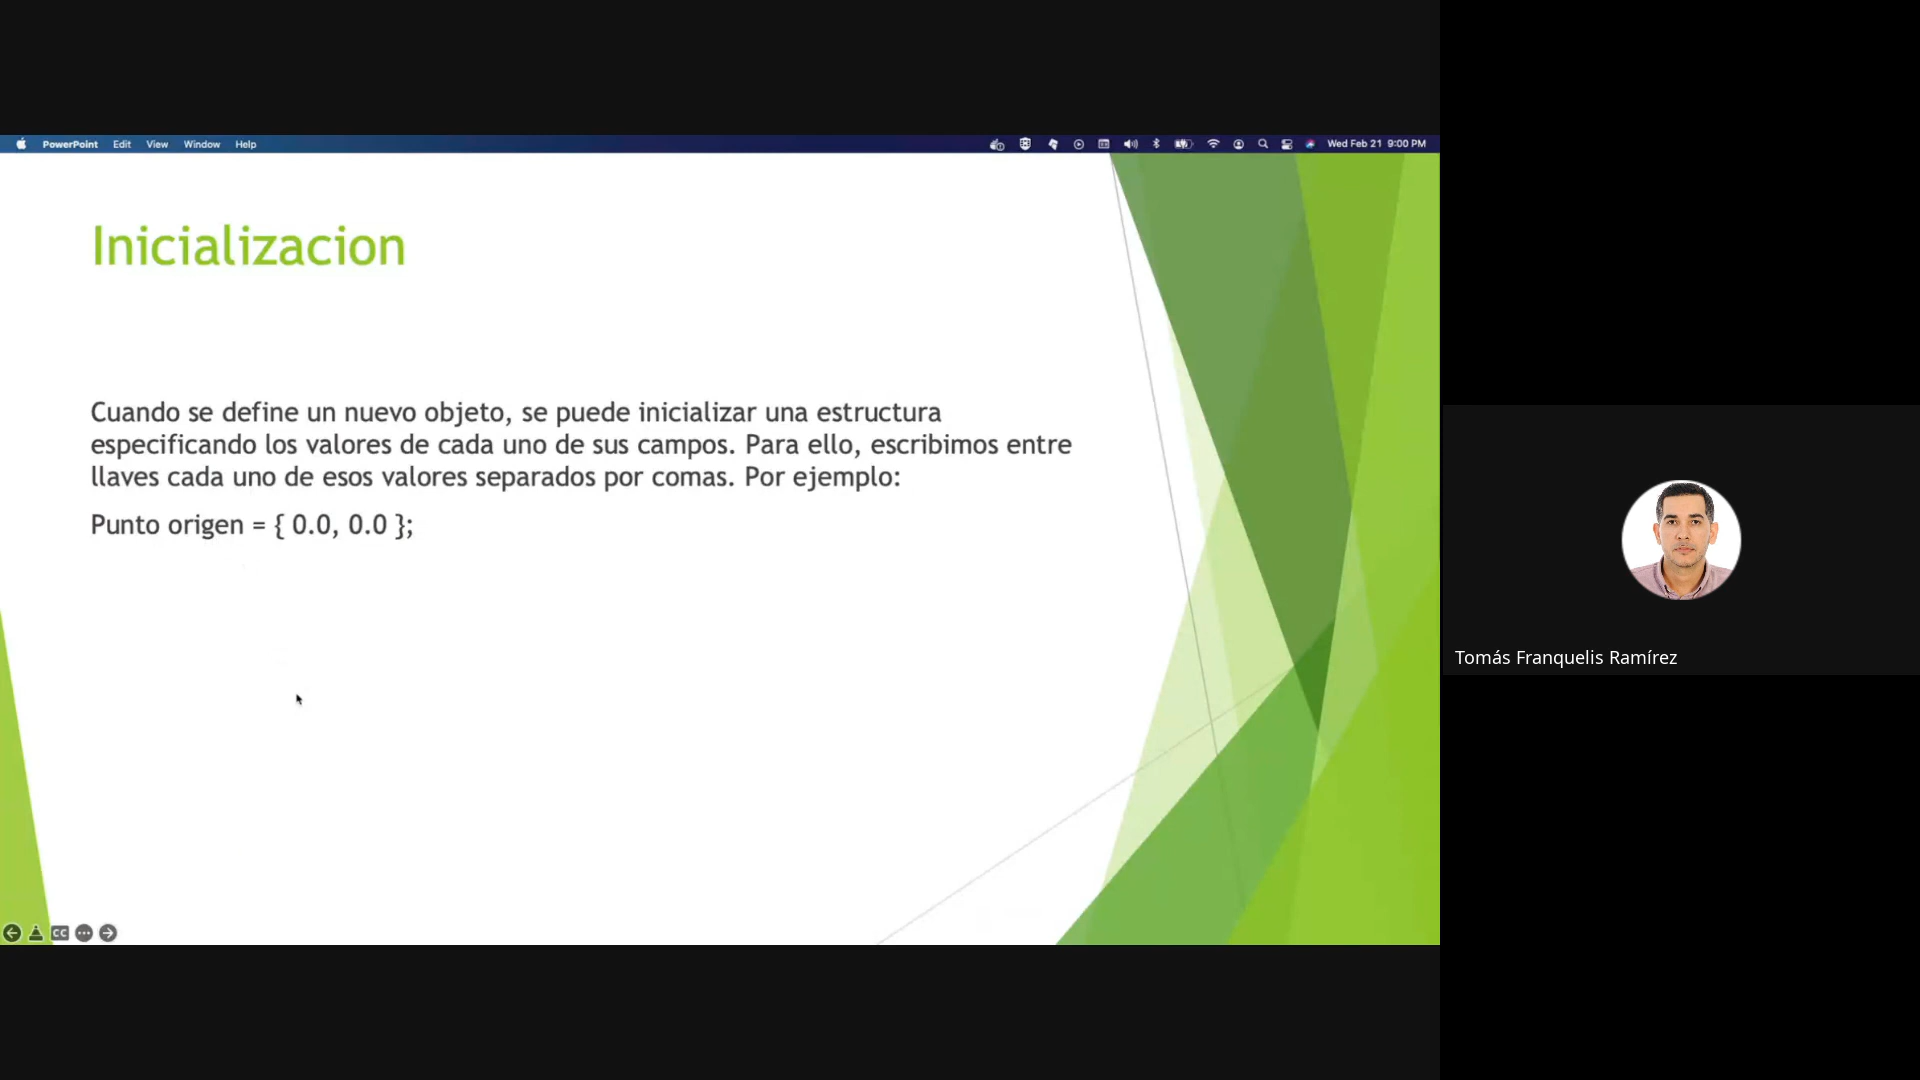 PowerPoint Edit View Window Help
Wed Feb 21 9:00 PM
Inicializacion
Cuando se define un nuevo objeto, se puede inicializar una estructura
especificando los valores de cada uno de sus campos. Para ello, escribimos entre
llaves cada uno de esos valores separados por comas. Por ejemplo:
Punto origen = { 0.0, 0.0 };
CC
Tomás Franquelis Ramírez